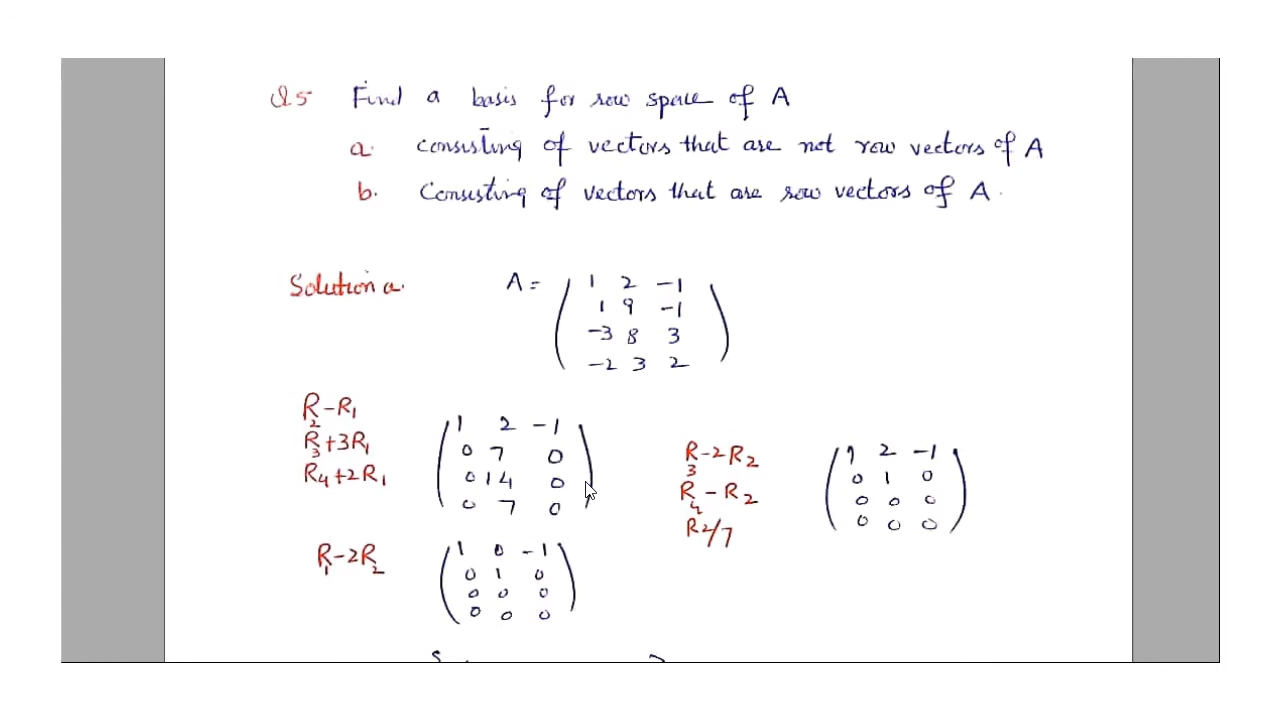 Q5 Find a basis for row space of A
a. consisting of vectors that are not row vectors of A
b. Consisting of vectors that are row vectors of A.
Solution a. A =
1 2 -1
1 9 -1
-3 8 3
-2 3 2
R2 - R1
R3 + 3R1
R4 + 2R1
1 2 -1
0 7 0
0 14 0
0 7 0
R3 - 2R2
R4 - R2
R2/7
1 2 -1
0 1 0
0 0 0
0 0 0
R1 - 2R2
1 0 -1
0 1 0
0 0 0
0 0 0